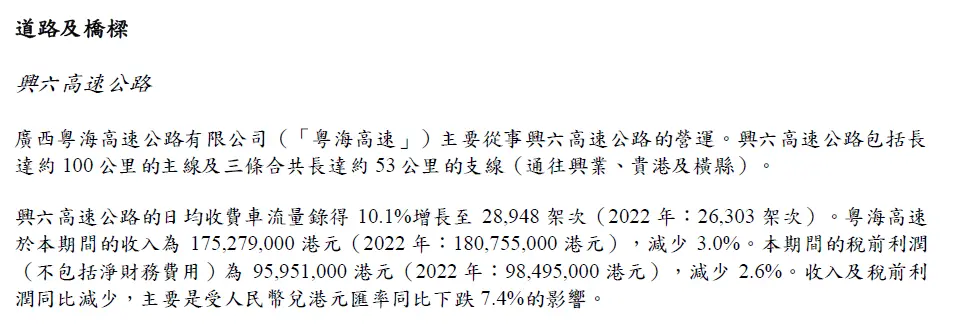 道路及橋樑
興六高速公路
廣西粵海高速公路有限公司（「粵海高速」）主要從事興六高速公路的營運。興六高速公路包括長
達約 100 公里的主線及三條合共長達約 53 公里的支線（通往興業、貴港及橫縣）。
興六高速公路的日均收費車流量錄得 10.1%增長至 28,948 架次（2022 年：26,303 架次）。粵海高速
於本期間的收入為 175,279,000 港元（2022 年：180,755,000 港元），減少 3.0%。本期間的稅前利潤
（不包括淨財務費用）為 95,951,000 港元（2022 年：98,495,000 港元），減少 2.6%。收入及稅前利
潤同比減少，主要是受人民幣兌港元匯率同比下跌 7.4%的影響。